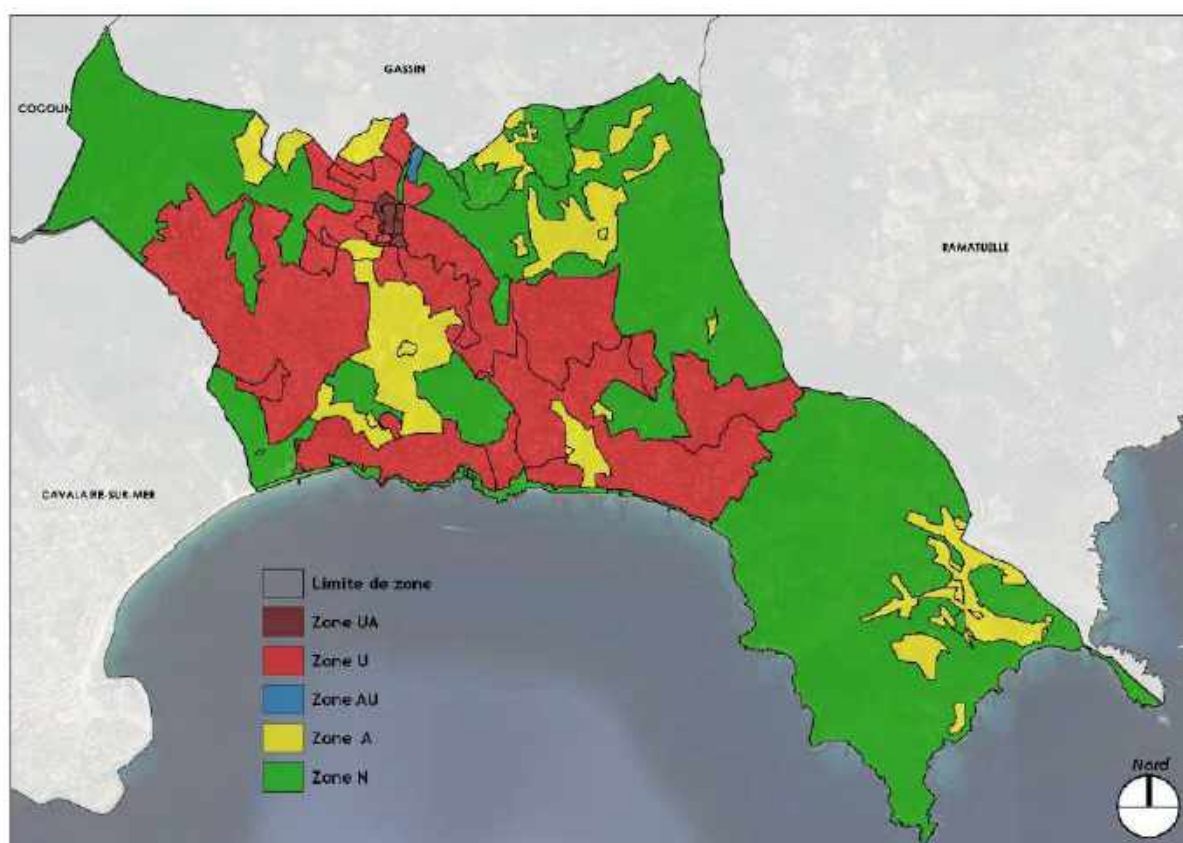 GASSIN
COGOLIN
RAMATUELLE
CAVALAIRE-SUR-MER
Limite de zone
Zone UA
Zone U
Zone AU
Zone A
Zone N
Nord